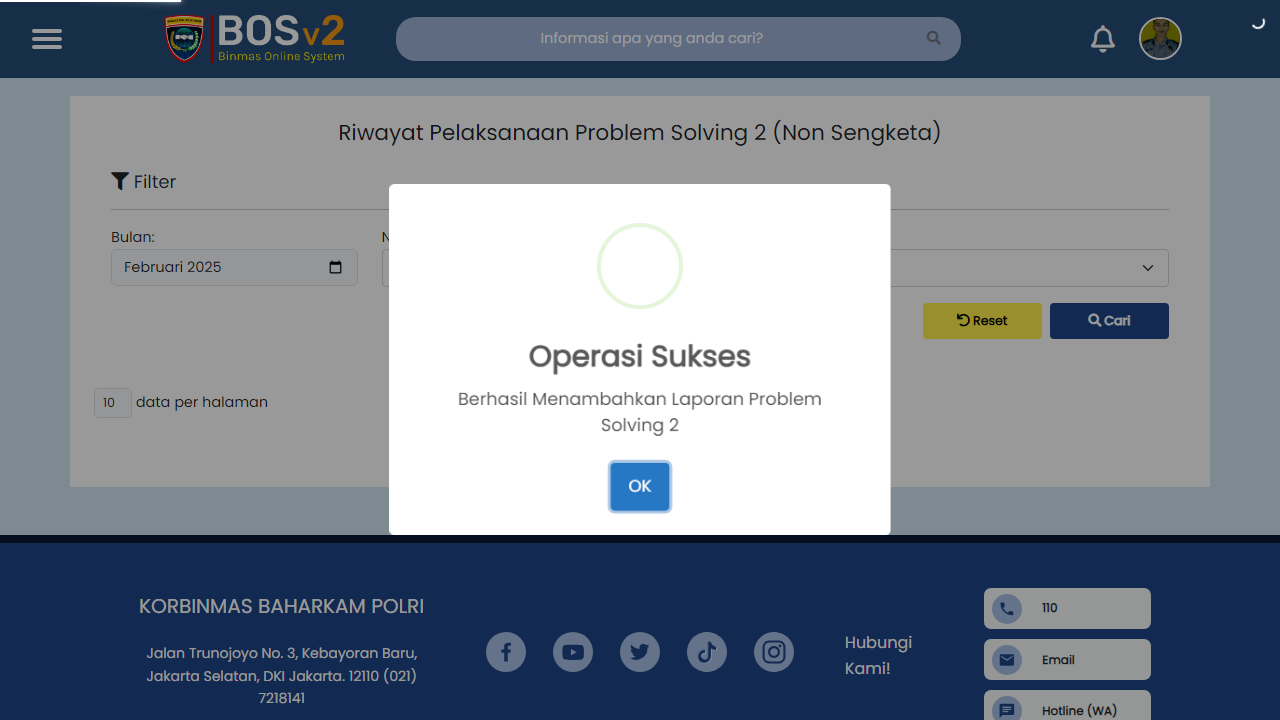 BOSv2
Binmas Online System
Informasi apa yang anda cari?
Riwayat Pelaksanaan Problem Solving 2 (Non Sengketa)
Filter
Bulan:
N
Februari 2025
Reset
Cari
10 data per halaman
Operasi Sukses
Berhasil Menambahkan Laporan Problem
Solving 2
OK
KORBINMAS BAHARKAM POLRI
Jalan Trunojoyo No. 3, Kebayoran Baru,
Jakarta Selatan, DKI Jakarta. 12110 (021)
7218141
Hubungi
Kami!
110
Email
Hotline (WA)